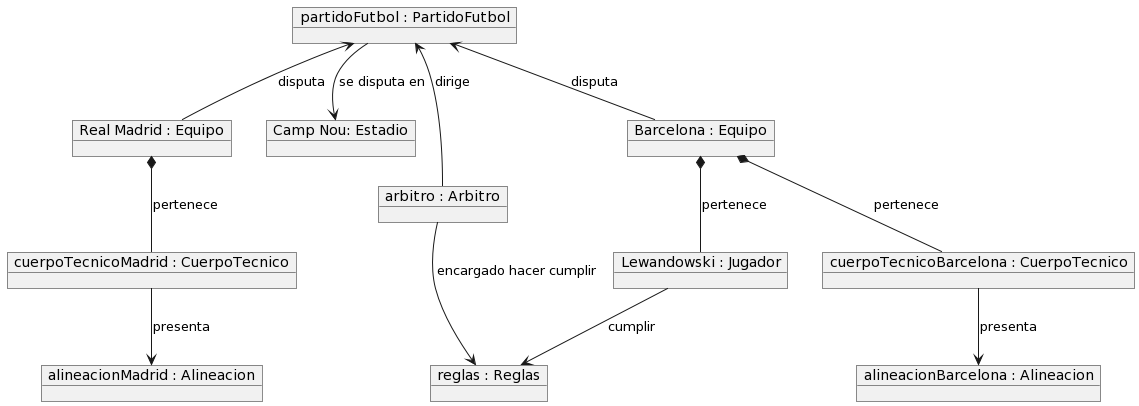 partidoFutbol : PartidoFutbol
disputa
se disputa en
dirige
disputa
Real Madrid : Equipo
Camp Nou: Estadio
Barcelona : Equipo
arbitro : Arbitro
pertenece
pertenece
pertenece
cuerpoTecnicoMadrid : CuerpoTecnico
encargado hacer cumplir
Lewandowski : Jugador
cuerpoTecnicoBarcelona : CuerpoTecnico
presenta
cumplir
presenta
alineacionMadrid : Alineacion
reglas : Reglas
alineacionBarcelona : Alineacion